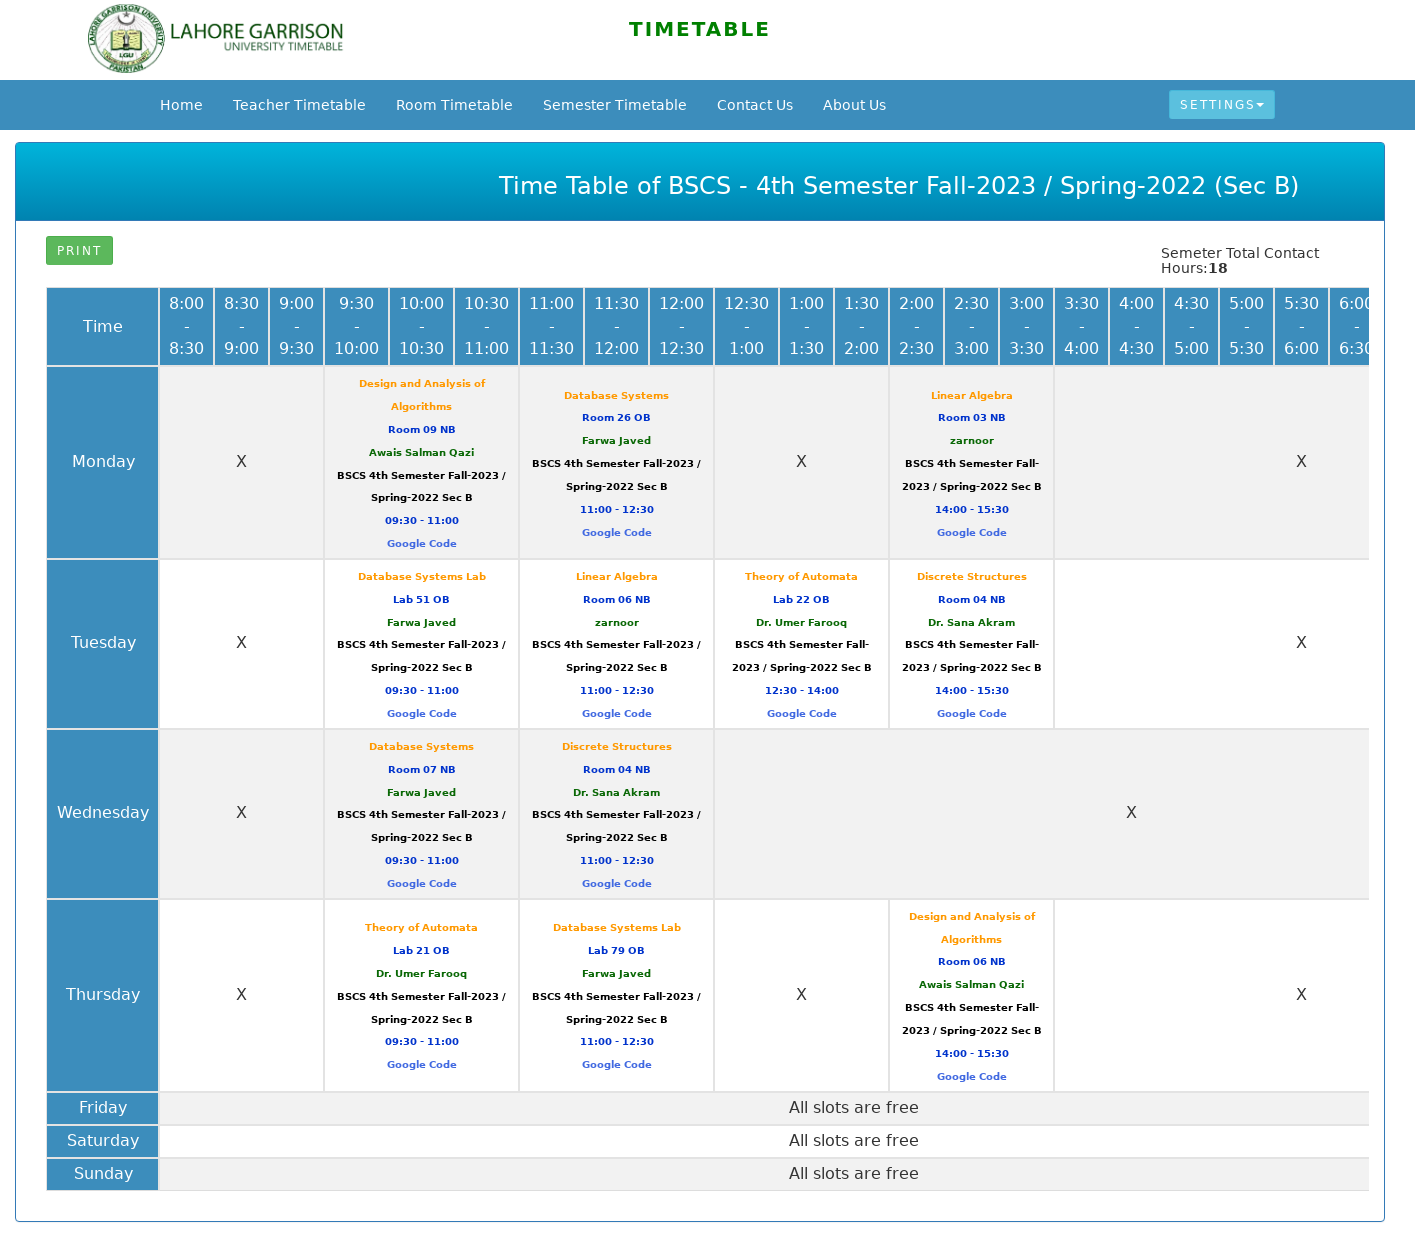 LAHORE GARRISON
UNIVERSITY TIMETABLE
TIMETABLE
Home Teacher Timetable Room Timetable Semester Timetable Contact Us About Us SETTINGS
Time Table of BSCS - 4th Semester Fall-2023 / Spring-2022 (Sec B)
PRINT
Semeter Total Contact
Hours:18
Time
8:00 - 8:30
8:30 - 9:00
9:00 - 9:30
9:30 - 10:00
10:00 - 10:30
10:30 - 11:00
11:00 - 11:30
11:30 - 12:00
12:00 - 12:30
12:30 - 1:00
1:00 - 1:30
1:30 - 2:00
2:00 - 2:30
2:30 - 3:00
3:00 - 3:30
3:30 - 4:00
4:00 - 4:30
4:30 - 5:00
5:00 - 5:30
5:30 - 6:00
6:00 - 6:30
Monday
X
Design and Analysis of
Algorithms
Room 09 NB
Awais Salman Qazi
BSCS 4th Semester Fall-2023 /
Spring-2022 Sec B
09:30 - 11:00
Google Code
Database Systems
Room 26 OB
Farwa Javed
BSCS 4th Semester Fall-2023 /
Spring-2022 Sec B
11:00 - 12:30
Google Code
X
Linear Algebra
Room 03 NB
zarnoor
BSCS 4th Semester Fall-
2023 / Spring-2022 Sec B
14:00 - 15:30
Google Code
X
Tuesday
X
Database Systems Lab
Lab 51 OB
Farwa Javed
BSCS 4th Semester Fall-2023 /
Spring-2022 Sec B
09:30 - 11:00
Google Code
Linear Algebra
Room 06 NB
zarnoor
BSCS 4th Semester Fall-2023 /
Spring-2022 Sec B
11:00 - 12:30
Google Code
Theory of Automata
Lab 22 OB
Dr. Umer Farooq
BSCS 4th Semester Fall-
2023 / Spring-2022 Sec B
12:30 - 14:00
Google Code
Discrete Structures
Room 04 NB
Dr. Sana Akram
BSCS 4th Semester Fall-
2023 / Spring-2022 Sec B
14:00 - 15:30
Google Code
X
Wednesday
X
Database Systems
Room 07 NB
Farwa Javed
BSCS 4th Semester Fall-2023 /
Spring-2022 Sec B
09:30 - 11:00
Google Code
Discrete Structures
Room 04 NB
Dr. Sana Akram
BSCS 4th Semester Fall-2023 /
Spring-2022 Sec B
11:00 - 12:30
Google Code
X
Thursday
X
Theory of Automata
Lab 21 OB
Dr. Umer Farooq
BSCS 4th Semester Fall-2023 /
Spring-2022 Sec B
09:30 - 11:00
Google Code
Database Systems Lab
Lab 79 OB
Farwa Javed
BSCS 4th Semester Fall-2023 /
Spring-2022 Sec B
11:00 - 12:30
Google Code
X
Design and Analysis of
Algorithms
Room 06 NB
Awais Salman Qazi
BSCS 4th Semester Fall-
2023 / Spring-2022 Sec B
14:00 - 15:30
Google Code
X
Friday
All slots are free
Saturday
All slots are free
Sunday
All slots are free